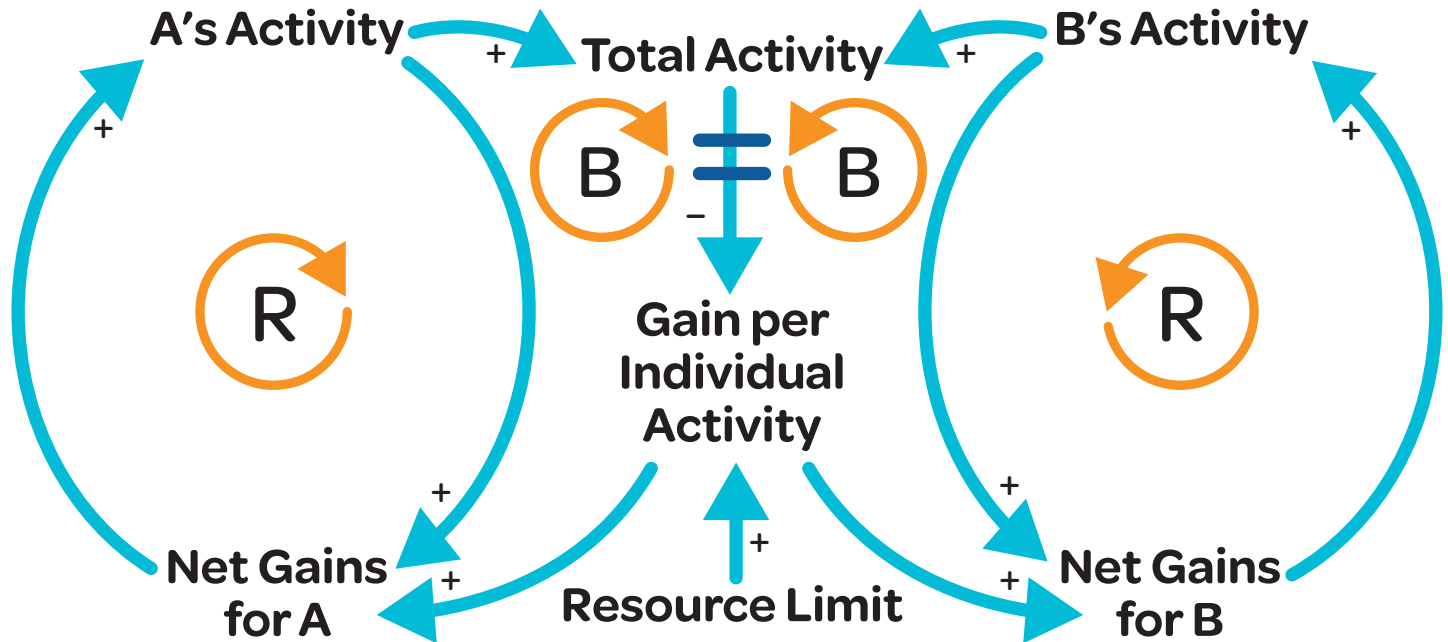 A's Activity
+
Total Activity
+
B's Activity
+
B
B
+
–
R
R
Gain per
Individual
Activity
+
+
Net Gains
for A
+
+
Resource Limit
+
Net Gains
for B